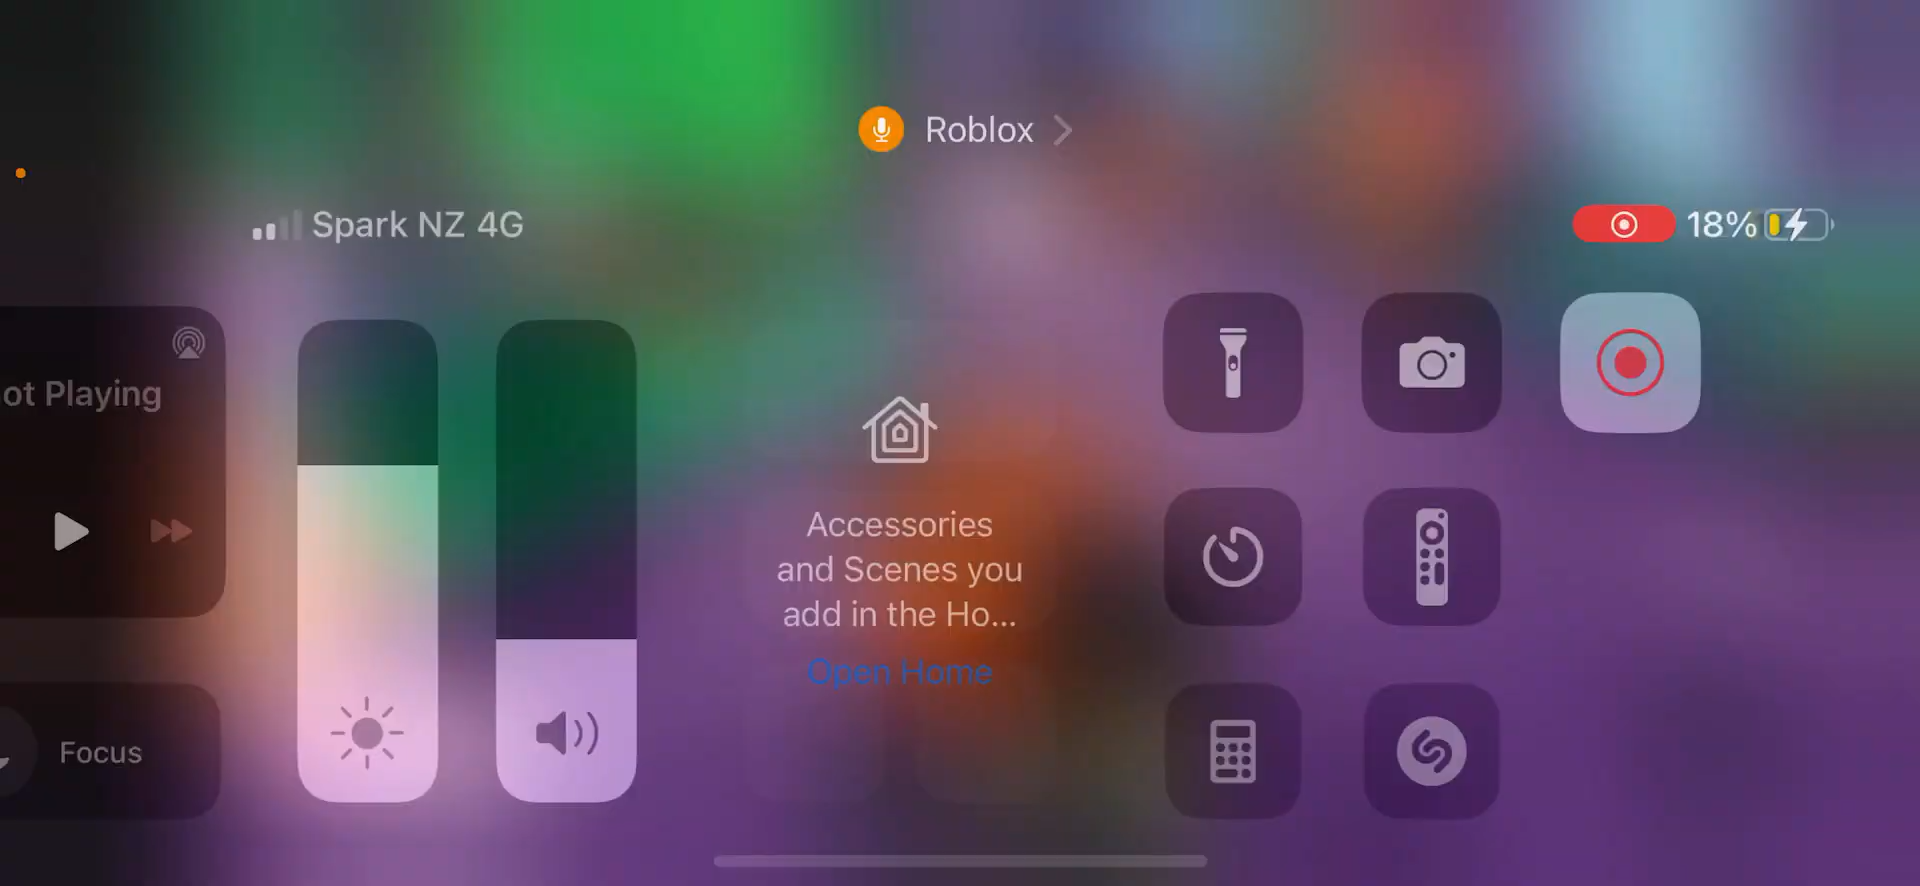 Roblox
Spark NZ 4G
18%
ot Playing
Accessories
and Scenes you
add in the Ho...
Open Home
Focus